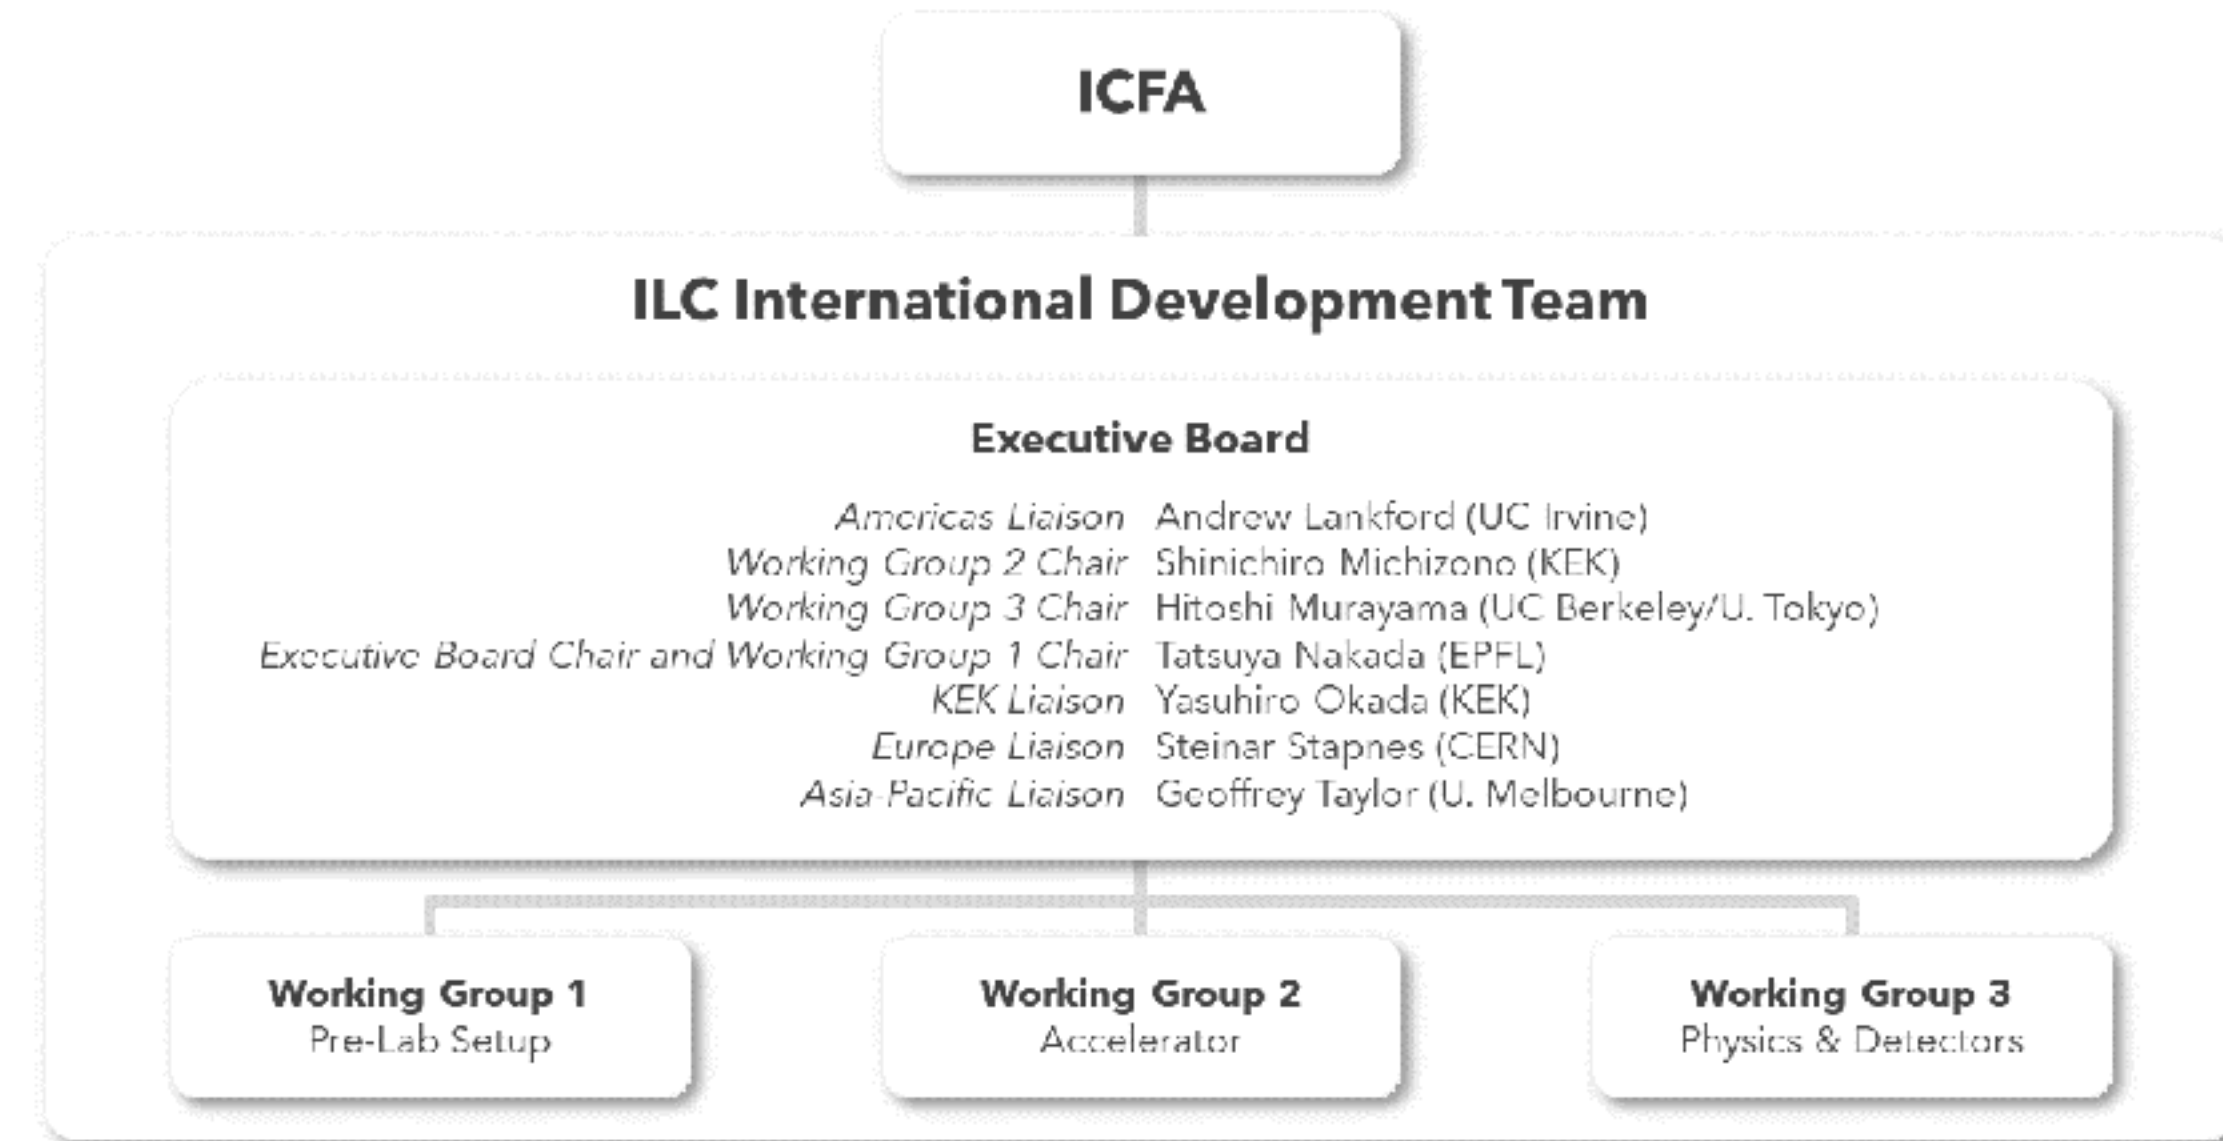 ICFA
ILC International Development Team
Executive Board
Americas Liaison Andrew Lankford (UC Irvine)
Working Group 2 Chair Shinichiro Michizono (KEK)
Working Group 3 Chair Hitoshi Murayama (UC Berkeley/U. Tokyo)
Executive Board Chair and Working Group 1 Chair Tatsuya Nakada (EPFL)
KEK Liaison Yasuhiro Okada (KEK)
Europe Liaison Steinar Stapnes (CERN)
Asia-Pacific Liaison Geoffrey Taylor (U. Melbourne)
Working Group 1
Pre-Lab Setup
Working Group 2
Accelerator
Working Group 3
Physics & Detectors